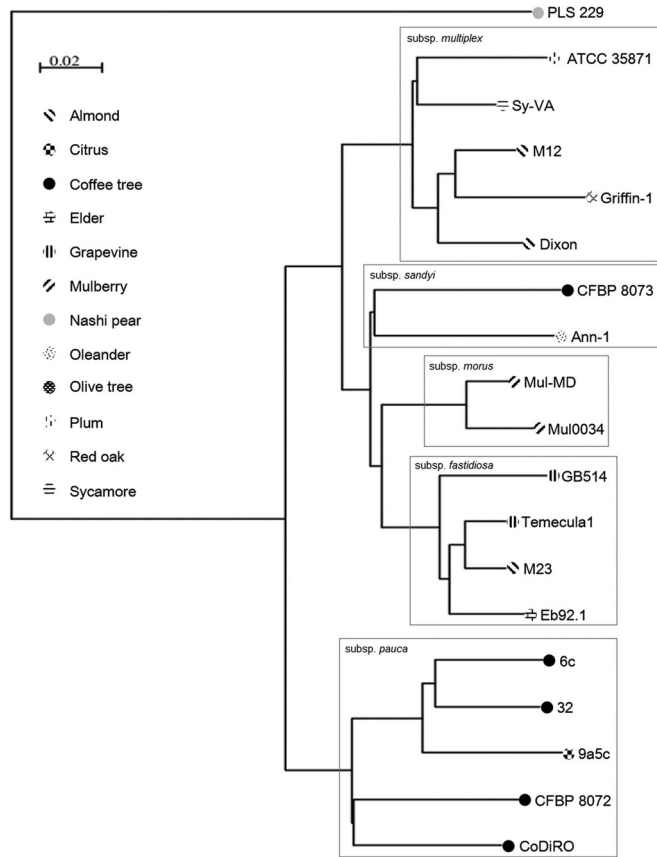 PLS 229
subsp. multiplex
0.02
ATCC 35871
Sy-VA
Almond
Citrus
Coffee tree
Elder
Grapevine
Mulberry
Nashi pear
Oleander
Olive tree
Plum
Red oak
Sycamore
M12
Griffin-1
Dixon
subsp. sandyi
CFBP 8073
Ann-1
subsp. morus
Mul-MD
Mul0034
subsp. fastidiosa
GB514
Temecula1
M23
Eb92.1
subsp. pauca
6c
32
9a5c
CFBP 8072
CoDiRO